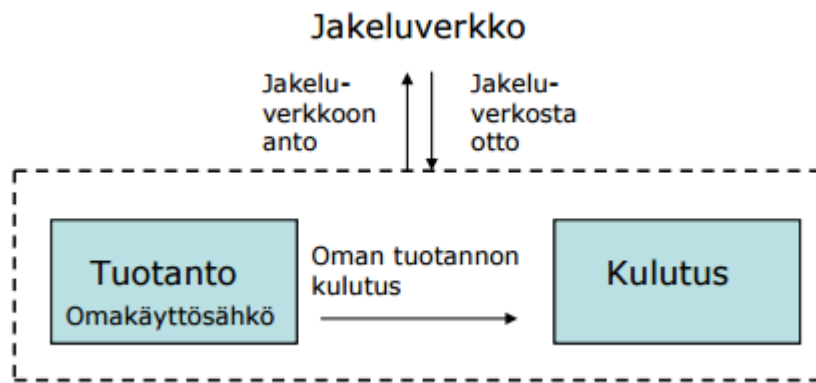 Jakeluverkko
Jakelu-
verkkoon
anto
Jakelu-
verkosta
otto
Tuotanto
Omakäyttösähkö
Oman tuotannon
kulutus
Kulutus